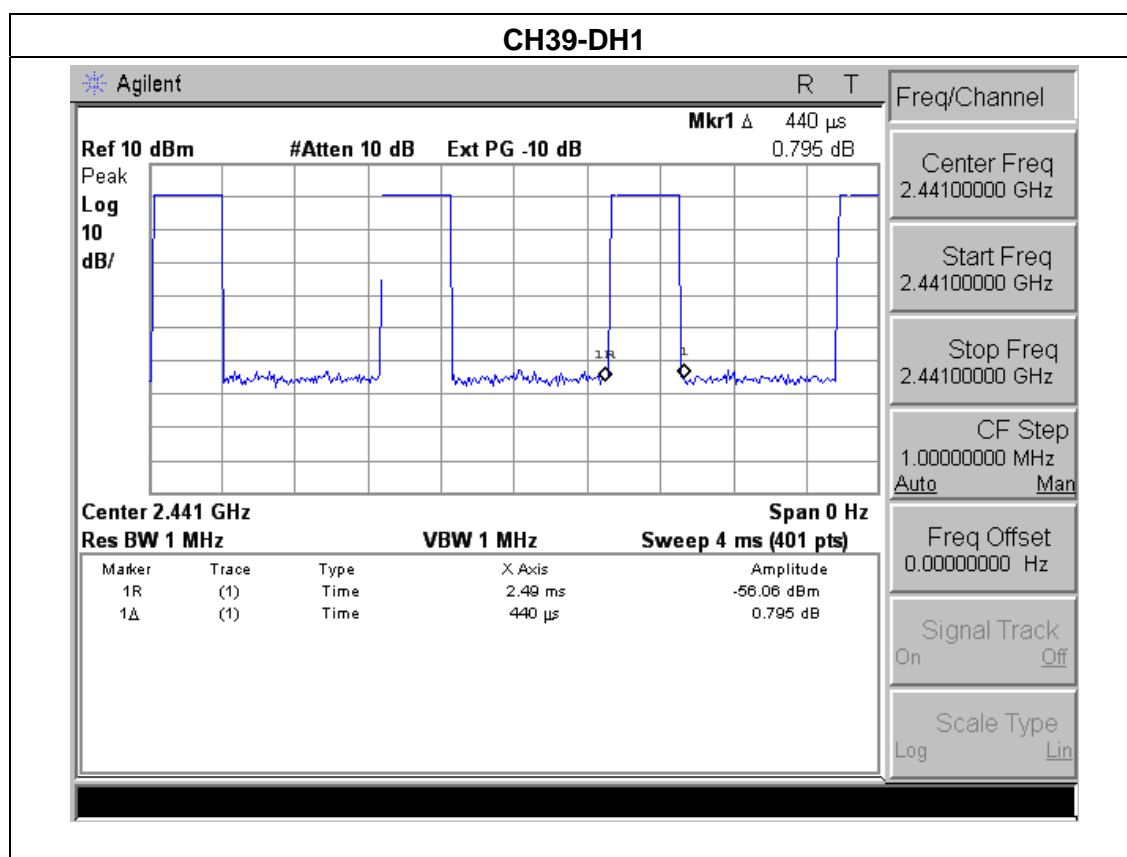 CH39-DH1
Agilent R T
Mkr1 Δ 440 µs
Ref 10 dBm #Atten 10 dB Ext PG -10 dB 0.795 dB
Peak
Log
10
dB/
1R 1
Center 2.441 GHz Span 0 Hz
Res BW 1 MHz VBW 1 MHz Sweep 4 ms (401 pts)
Marker Trace Type X Axis Amplitude
1R (1) Time 2.49 ms -56.06 dBm
1Δ (1) Time 440 µs 0.795 dB
Freq/Channel
Center Freq
2.44100000 GHz
Start Freq
2.44100000 GHz
Stop Freq
2.44100000 GHz
CF Step
1.00000000 MHz
Auto Man
Freq Offset
0.00000000 Hz
Signal Track
On Off
Scale Type
Log Lin